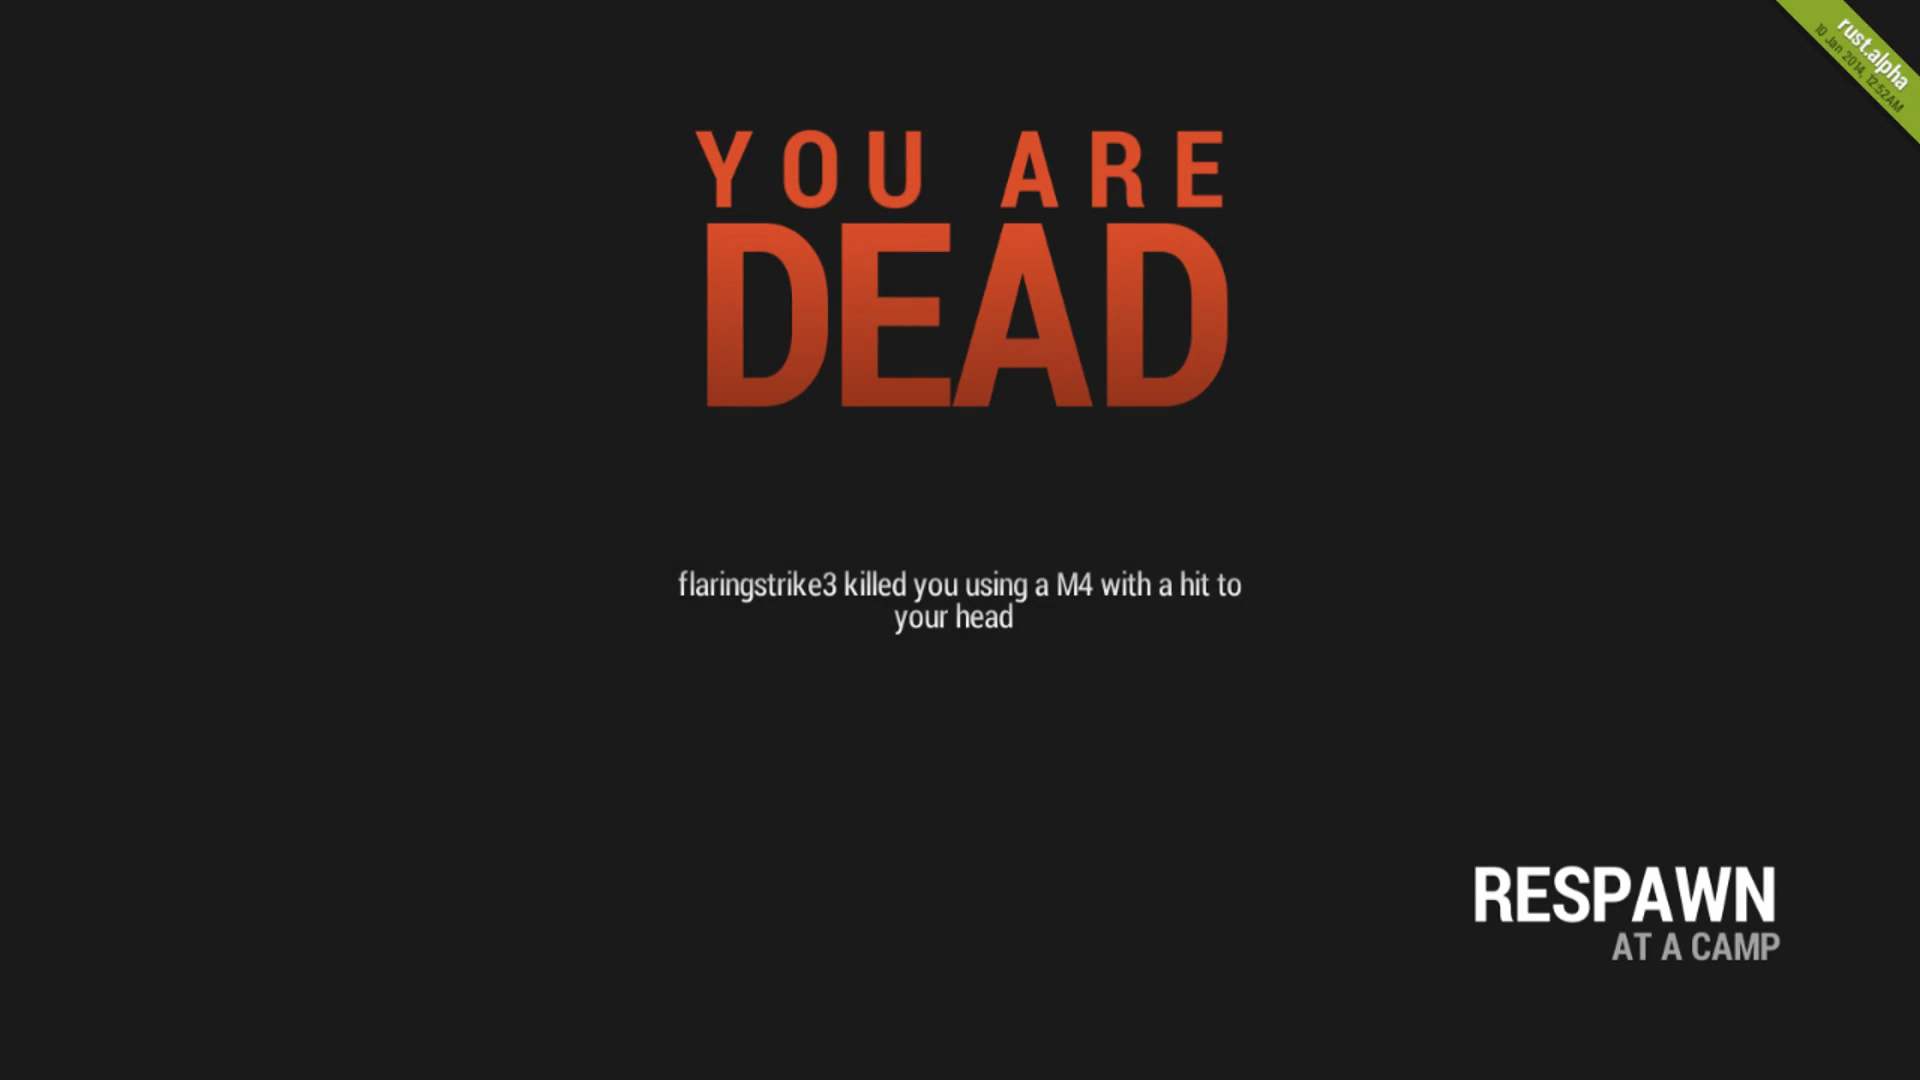 rust.alpha
10 Jan 2014, 12:52AM
YOU ARE
DEAD
flaringstrike3 killed you using a M4 with a hit to
your head
RESPAWN
AT A CAMP